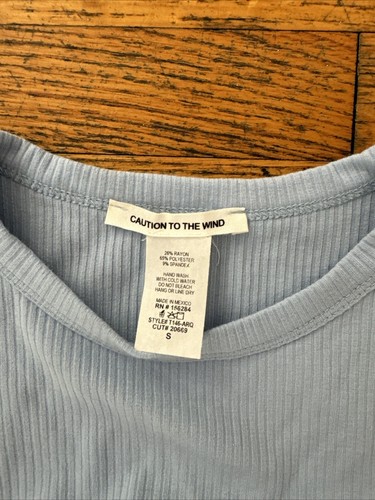 CAUTION TO THE WIND
26% RAYON
65% POLYESTER
9% SPANDEX
HAND WASH
WITH COLD WATER
DO NOT BLEACH
HANG OR LINE DRY
MADE IN MEXICO
RN # 156284
STYLE# T146-ARQ
CUT# 20669
S